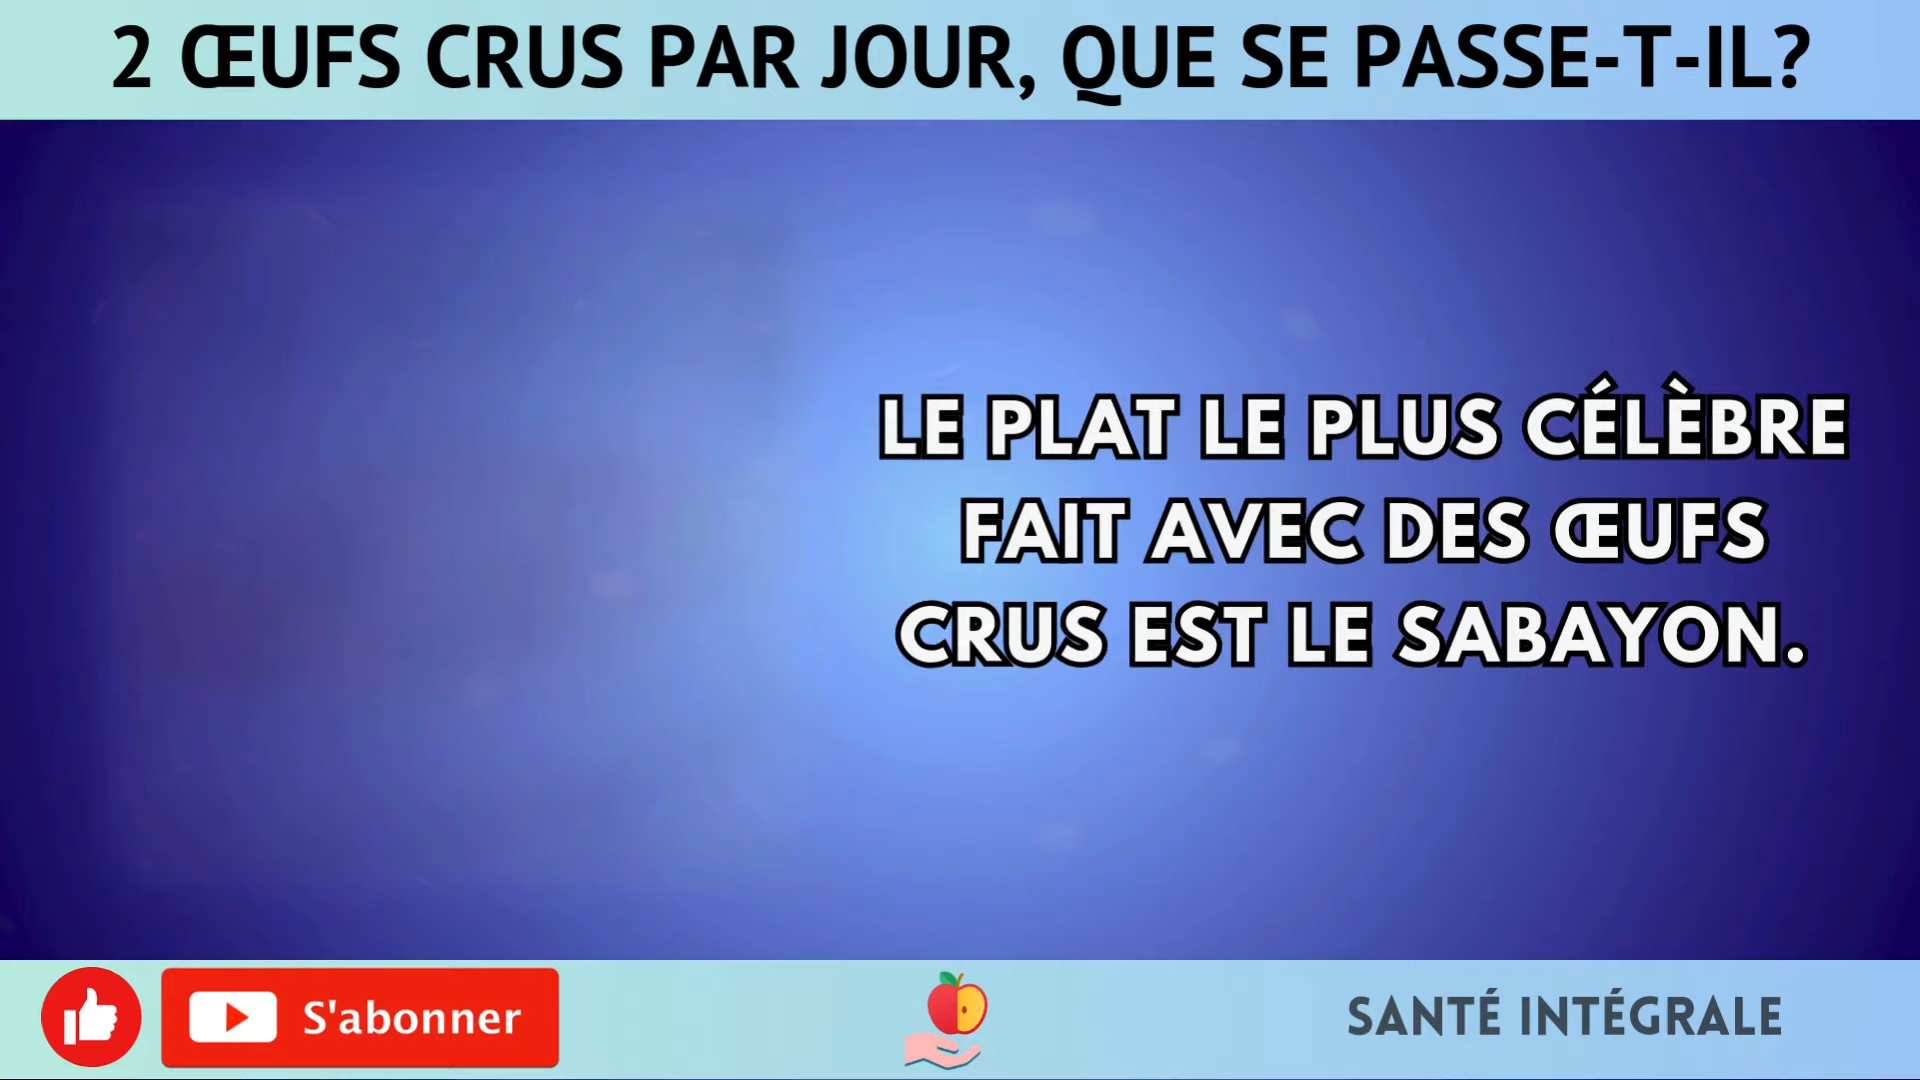 2 ŒUFS CRUS PAR JOUR, QUE SE PASSE-T-IL?
LE PLAT LE PLUS CÉLÈBRE
FAIT AVEC DES ŒUFS
CRUS EST LE SABAYON.
S'abonner
SANTÉ INTÉGRALE